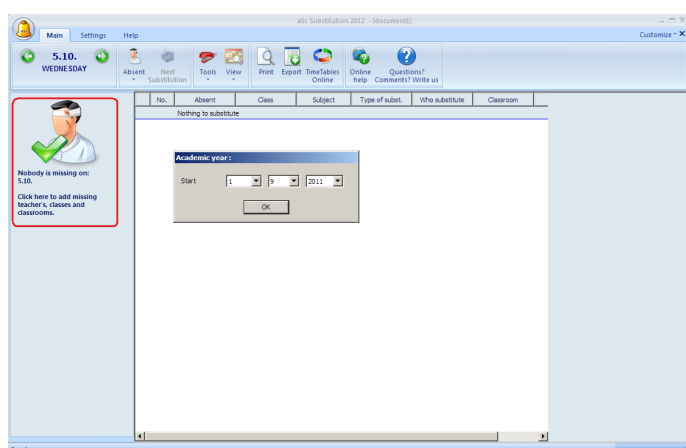 aSc Substitution 2012 - [document1]
Main Settings Help Customize
5.10.
WEDNESDAY
Absent
Next Substitution
Tools
View
Print
Export
TimeTables Online
Online help
Questions? Comments? Write us
No. Absent Class Subject Type of subst. Who substitute Classroom
Nothing to substitute
Nobody is missing on:
5.10.
Click here to add missing
teacher's, classes and
classrooms.
Academic year :
Start 1 9 2011
OK